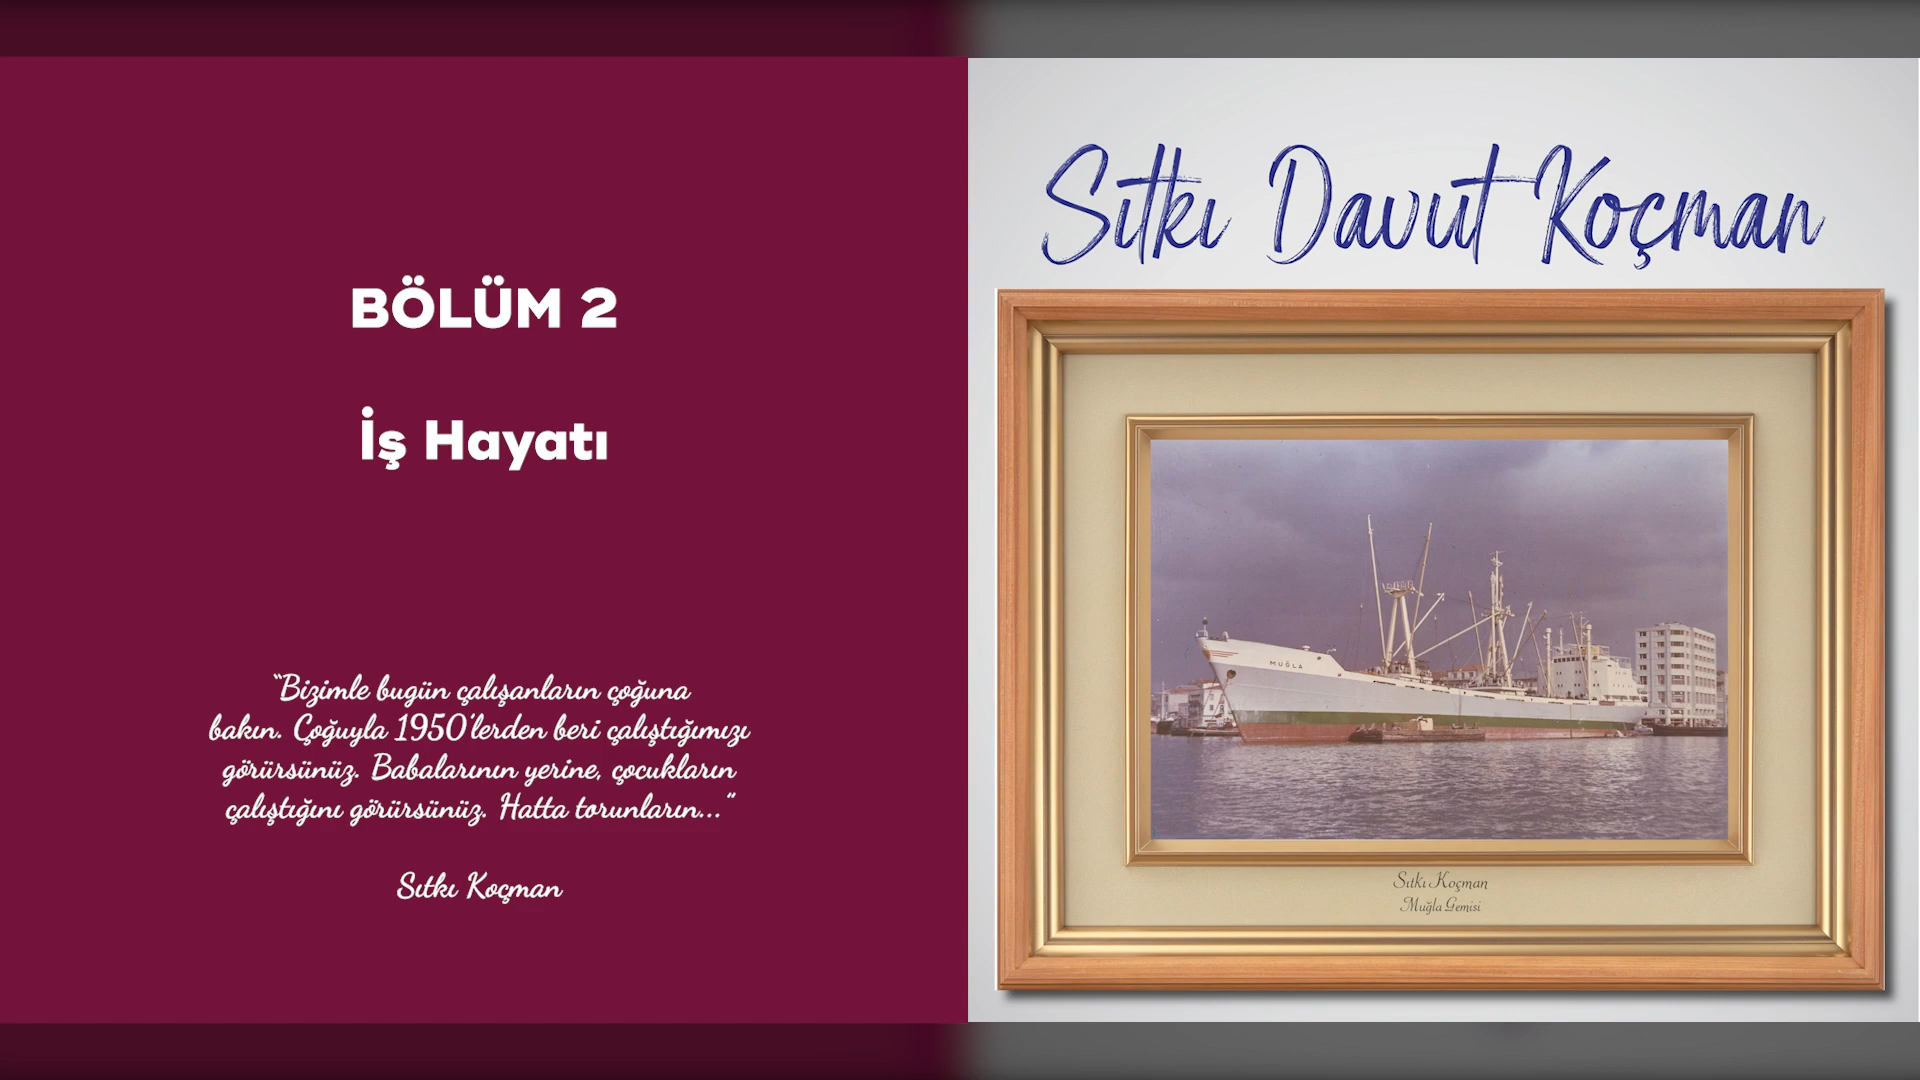 BÖLÜM 2
İş Hayatı
“Bizimle bugün çalışanların çoğuna
bakın. Çoğuyla 1950'lerden beri çalıştığımızı
görürsünüz. Babalarının yerine, çocukların
çalıştığını görürsünüz. Hatta torunların...”
Sıtkı Koçman
Sıtkı Davut Koçman
MUĞLA
Sıtkı Koçman
Muğla Gemisi